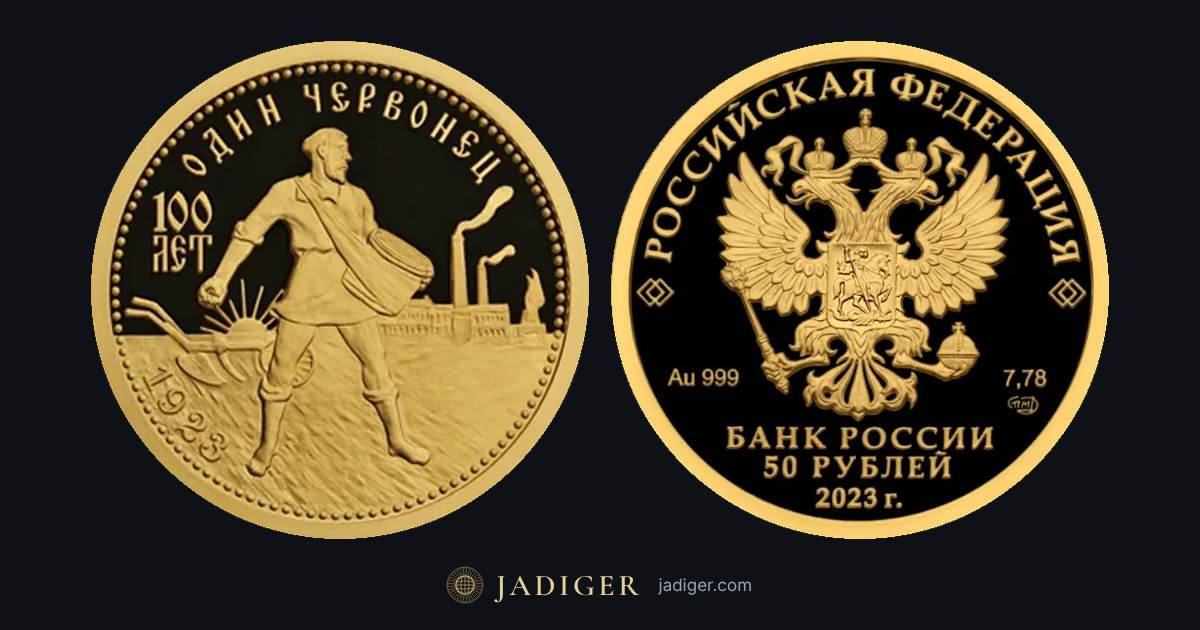 ОДИН ЧЕРВОНЕЦ
100
ЛЕТ
1923
РОССИЙСКАЯ ФЕДЕРАЦИЯ
Au 999
7,78
СПМД
БАНК РОССИИ
50 РУБЛЕЙ
2023 г.
JADIGER jadiger.com